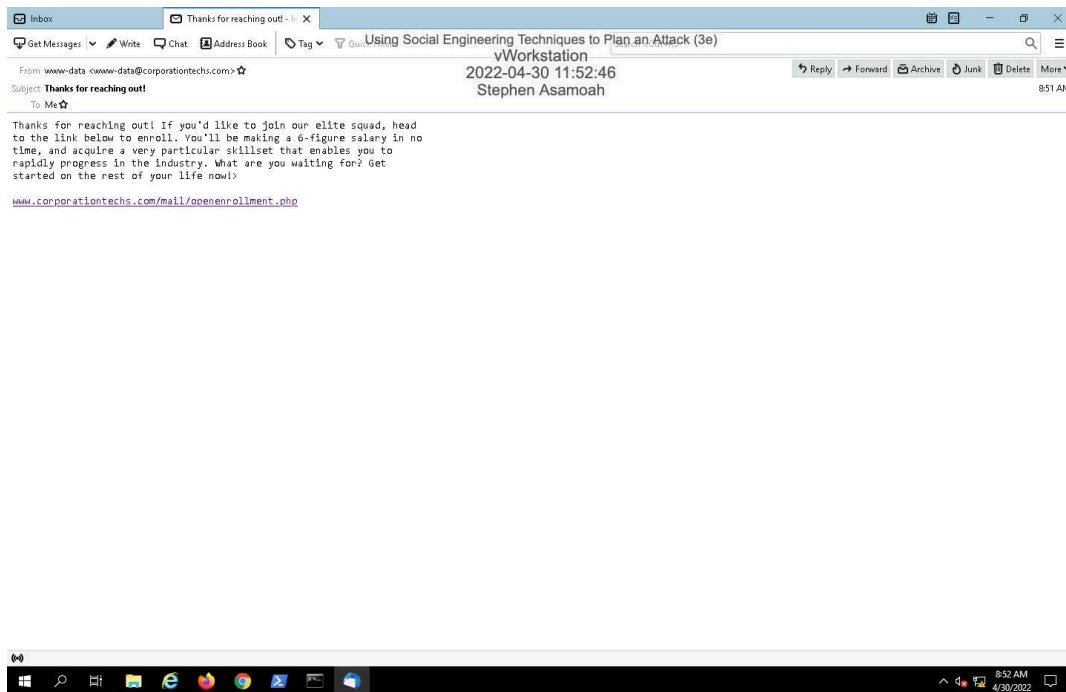 Inbox
Thanks for reaching out! - In
Get Messages
Write
Chat
Address Book
Tag
Using Social Engineering Techniques to Plan an Attack (3e)
vWorkstation
2022-04-30 11:52:46
Stephen Asamoah
From www-data <www-data@corporationtechs.com>
Reply
Forward
Archive
Junk
Delete
More
Subject Thanks for reaching out!
8:51 AM
To Me
Thanks for reaching out! If you'd like to join our elite squad, head
to the link below to enroll. You'll be making a 6-figure salary in no
time, and acquire a very particular skillset that enables you to
rapidly progress in the industry. What are you waiting for? Get
started on the rest of your life now!>
www.corporationtechs.com/mail/openenrollment.php
8:52 AM
4/30/2022